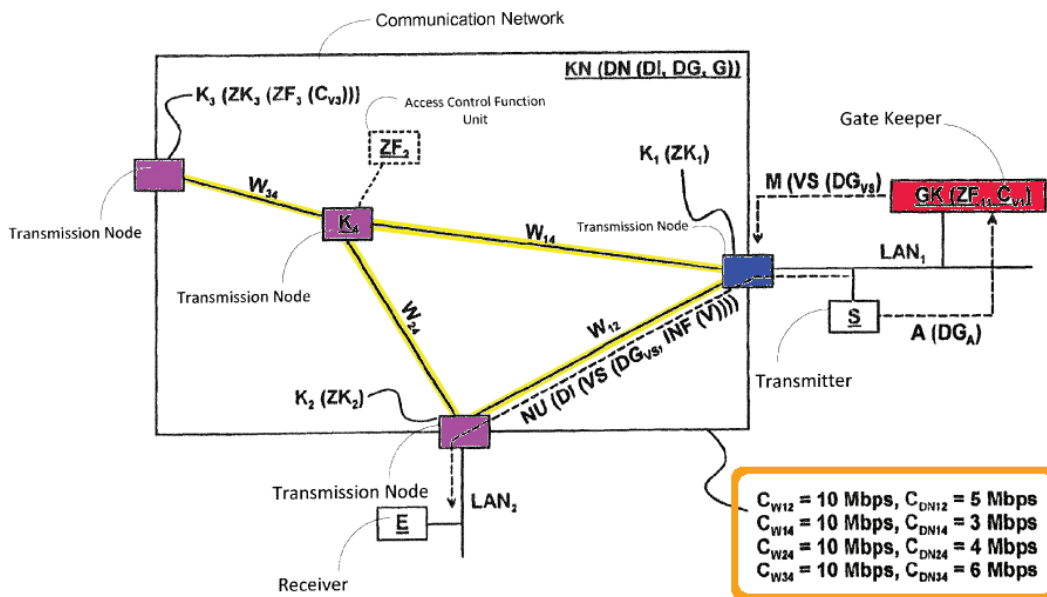 Communication Network
KN (DN (DI, DG, G))
K3 (ZK3 (ZF3 (CV3)))
Access Control Function
Unit
ZF2
K1 (ZK1)
Gate Keeper
M (VS (DGVS)
GK (ZF1, CV1)
W34
Transmission Node
K4
W14
Transmission Node
LAN1
Transmission Node
W24
W12
S
A (DGA)
NU (DI (VS (DGVS, INF (V))))
Transmitter
K2 (ZK2)
Transmission Node
LAN2
E
Receiver
CW12 = 10 Mbps, CDN12 = 5 Mbps
CW14 = 10 Mbps, CDN14 = 3 Mbps
CW24 = 10 Mbps, CDN24 = 4 Mbps
CW34 = 10 Mbps, CDN34 = 6 Mbps